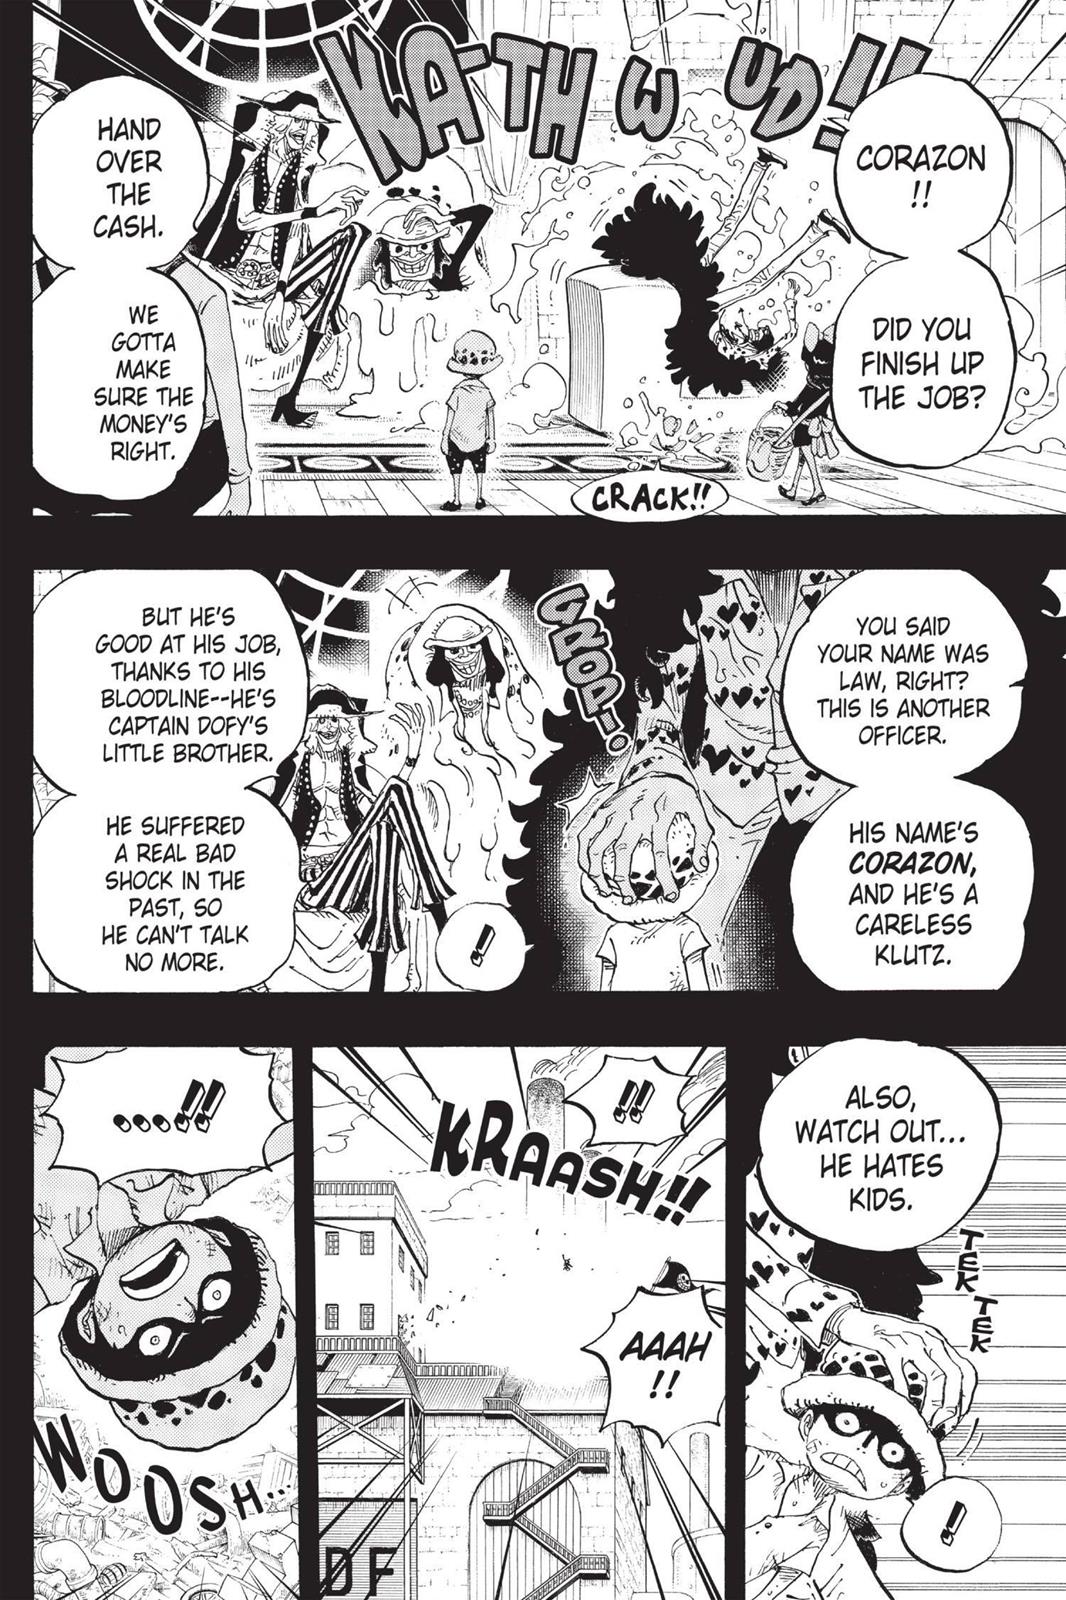 KA-THWUD!!
CORAZON
!!
DID YOU
FINISH UP
THE JOB?
HAND
OVER
THE
CASH.
WE
GOTTA
MAKE
SURE THE
MONEY'S
RIGHT.
CRACK!!
YOU SAID
YOUR NAME WAS
LAW, RIGHT?
THIS IS ANOTHER
OFFICER.
HIS NAME'S
CORAZON,
AND HE'S A
CARELESS
KLUTZ.
CROP!
BUT HE'S
GOOD AT HIS JOB,
THANKS TO HIS
BLOODLINE--HE'S
CAPTAIN DOFY'S
LITTLE BROTHER.
HE SUFFERED
A REAL BAD
SHOCK IN THE
PAST, SO
HE CAN'T TALK
NO MORE.
!
ALSO,
WATCH OUT...
HE HATES
KIDS.
TEK TEK
!
!!
KRAASH!!
AAAH
!!
DF
...!!
WOOSH...